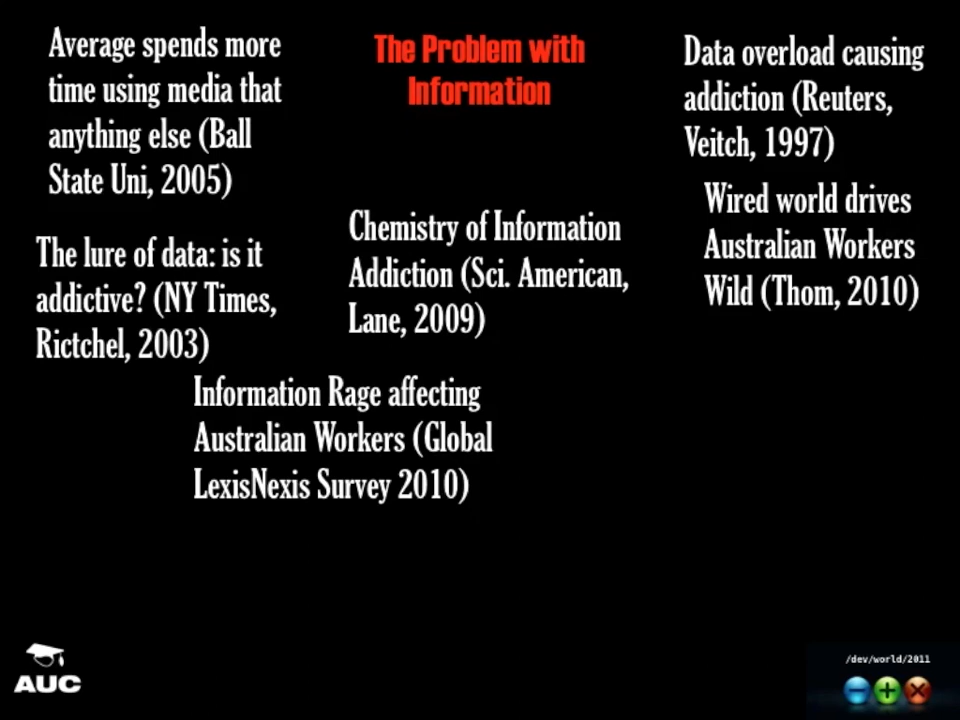 The Problem with
Information
Average spends more
time using media that
anything else (Ball
State Uni, 2005)
Data overload causing
addiction (Reuters,
Veitch, 1997)
Wired world drives
Australian Workers
Wild (Thom, 2010)
Chemistry of Information
Addiction (Sci. American,
Lane, 2009)
The lure of data: is it
addictive? (NY Times,
Rictchel, 2003)
Information Rage affecting
Australian Workers (Global
LexisNexis Survey 2010)
AUC
/dev/world/2011